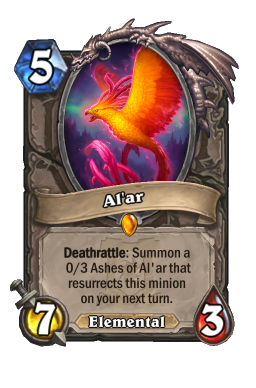 5
Al'ar
Deathrattle: Summon a
0/3 Ashes of Al'ar that
resurrects this minion
on your next turn.
7
Elemental
3